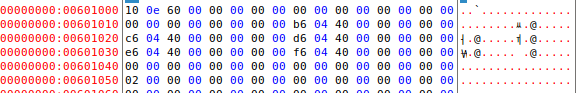 00000000:00601000 10 0e 60 00 00 00 00 00 00 00 00 00 00 00 00 00 ..`.............
00000000:00601010 00 00 00 00 00 00 00 00 b6 04 40 00 00 00 00 00 ........ .@.....
00000000:00601020 c6 04 40 00 00 00 00 00 d6 04 40 00 00 00 00 00 .@..... .@.....
00000000:00601030 e6 04 40 00 00 00 00 00 f6 04 40 00 00 00 00 00 .@..... .@.....
00000000:00601040 00 00 00 00 00 00 00 00 00 00 00 00 00 00 00 00 ................
00000000:00601050 02 00 00 00 00 00 00 00 00 00 00 00 00 00 00 00 ................